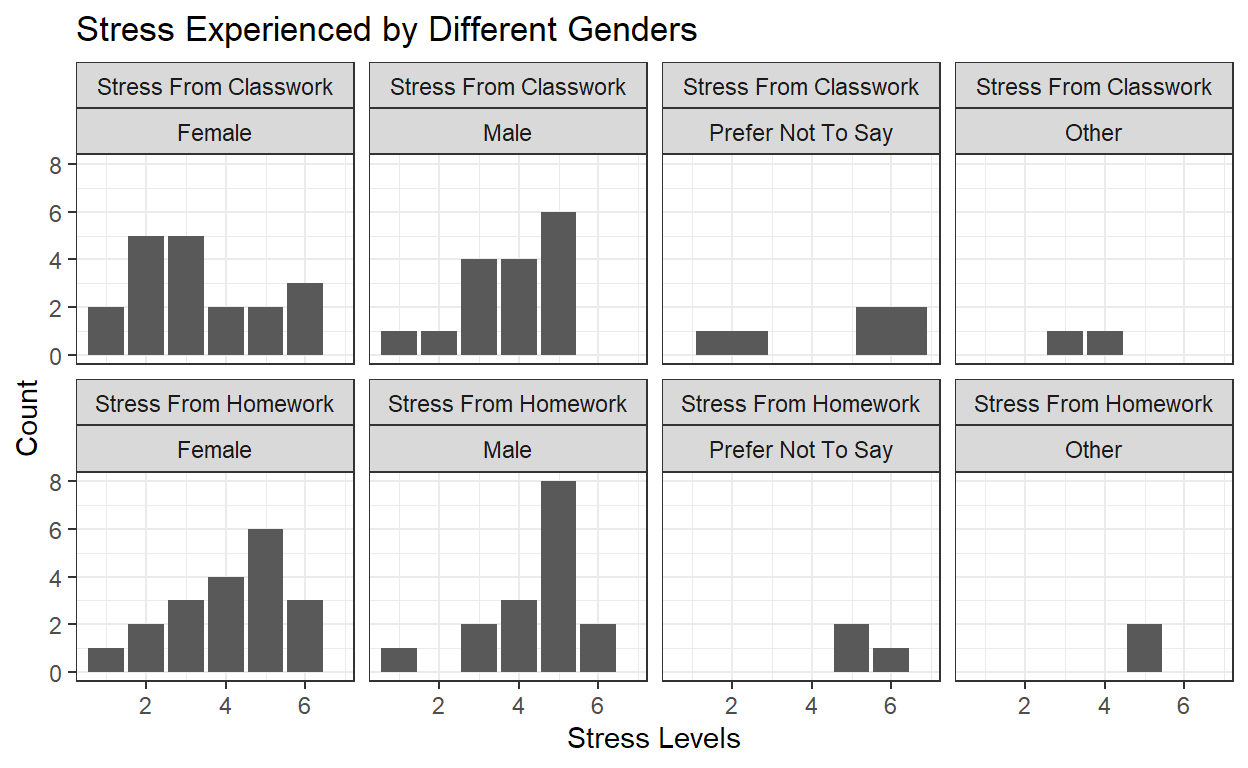 Stress Experienced by Different Genders
Stress From Classwork Stress From Classwork Stress From Classwork Stress From Classwork
Female Male Prefer Not To Say Other
8
6
4
2
0
Stress From Homework Stress From Homework Stress From Homework Stress From Homework
Female Male Prefer Not To Say Other
8
6
4
2
0
2 4 6 2 4 6 2 4 6 2 4 6
Count
Stress Levels